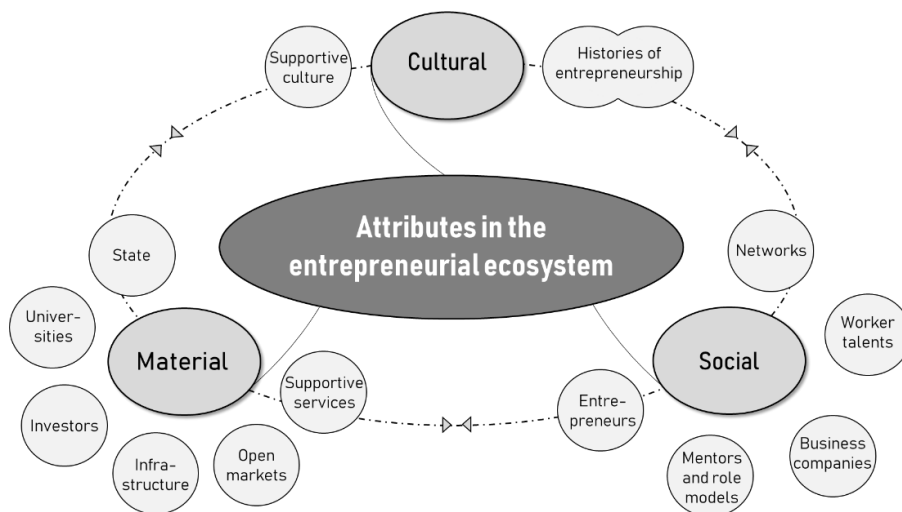 Supportive
culture
Cultural
Histories of
entrepreneurship
Attributes in the
entrepreneurial ecosystem
State
Networks
Univer-
sities
Material
Social
Worker
talents
Supportive
services
Entre-
preneurs
Investors
Infra-
structure
Open
markets
Mentors
and role
models
Business
companies